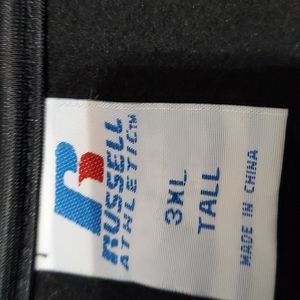 RUSSELL
ATHLETIC™
3XL
TALL
MADE IN CHINA